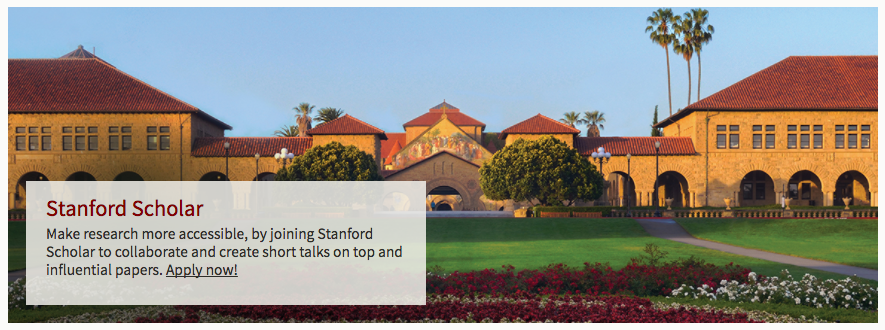 Stanford Scholar
Make research more accessible, by joining Stanford
Scholar to collaborate and create short talks on top and
influential papers. Apply now!